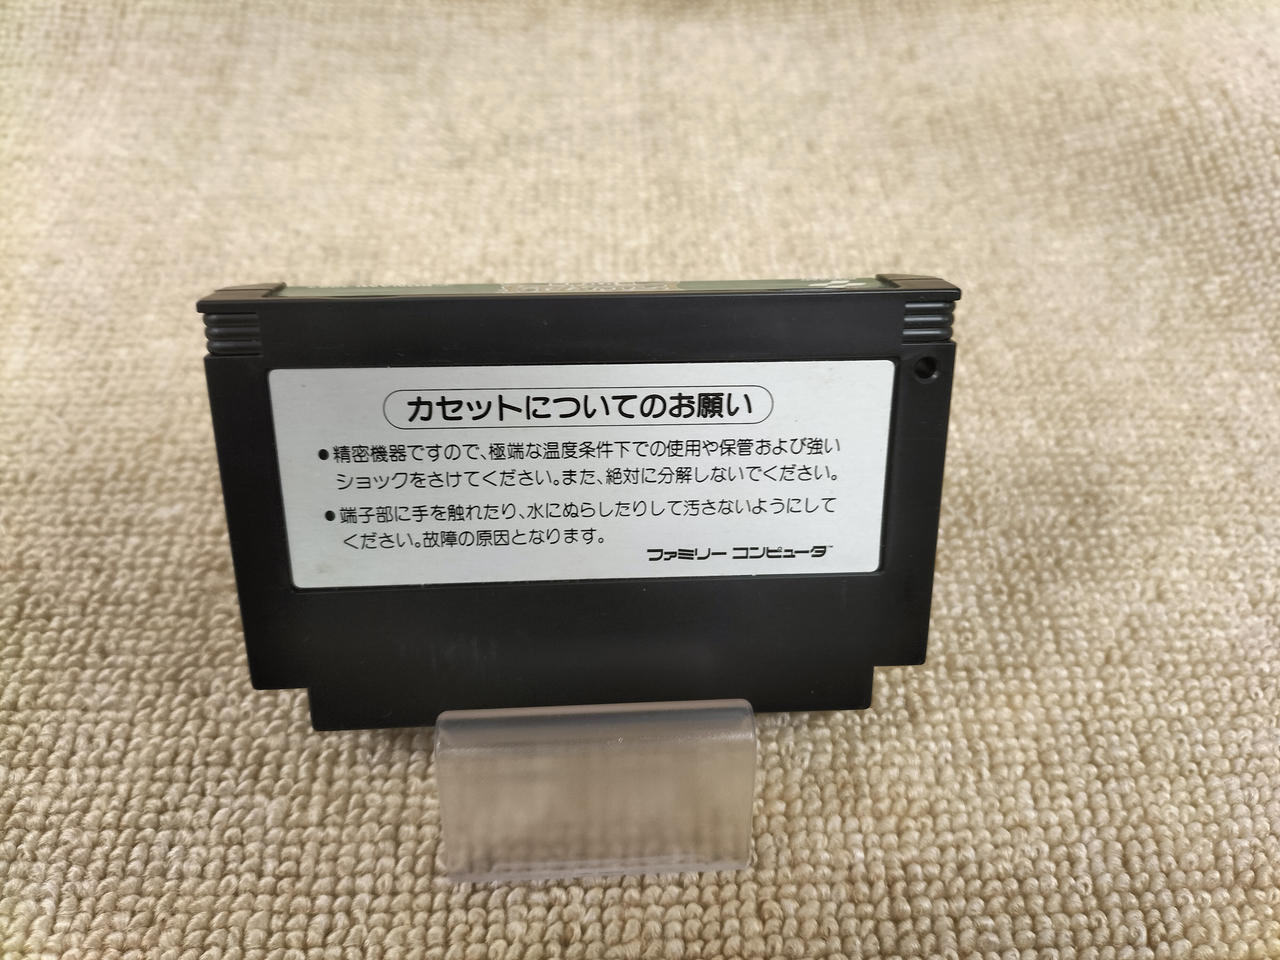 カセットについてのお願い
●精密機器ですので、極端な温度条件下での使用や保管および強い
ショックをさけてください。また、絶対に分解しないでください。
●端子部に手を触れたり、水にぬらしたりして汚さないようにして
ください。故障の原因となります。
ファミリー コンピュータ™